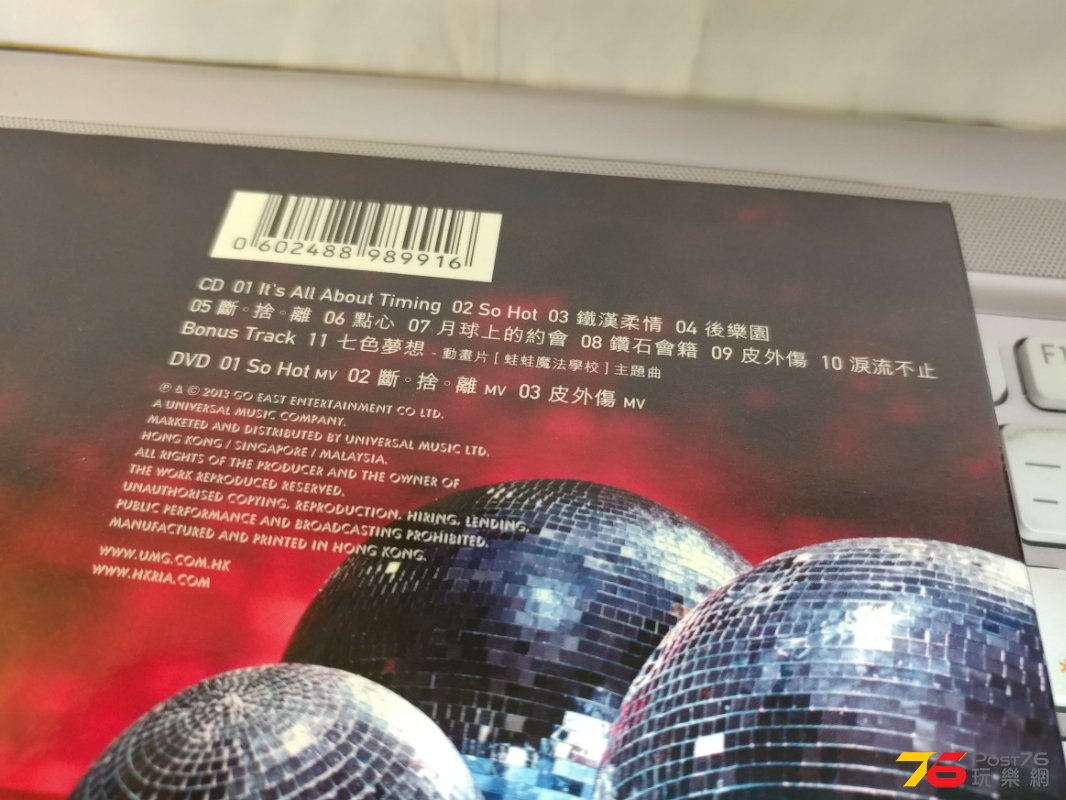 0 602488 989916
CD 01 It's All About Timing 02 So Hot 03 鐵漢柔情 04 後樂園
05 斷。捨。離 06 點心 07 月球上的約會 08 鑽石會籍 09 皮外傷 10 淚流不止
Bonus Track 11 七色夢想 - 動畫片 [ 蛙蛙魔法學校 ] 主題曲
DVD 01 So Hot MV 02 斷。捨。離 MV 03 皮外傷 MV
℗ & © 2013 GO EAST ENTERTAINMENT CO LTD.
A UNIVERSAL MUSIC COMPANY.
MARKETED AND DISTRIBUTED BY UNIVERSAL MUSIC LTD.
HONG KONG / SINGAPORE / MALAYSIA.
ALL RIGHTS OF THE PRODUCER AND THE OWNER OF
THE WORK REPRODUCED RESERVED.
UNAUTHORISED COPYING, REPRODUCTION, HIRING, LENDING,
PUBLIC PERFORMANCE AND BROADCASTING PROHIBITED.
MANUFACTURED AND PRINTED IN HONG KONG.
WWW.UMG.COM.HK
WWW.HKRIA.COM
F1
76 Post76
玩·樂網